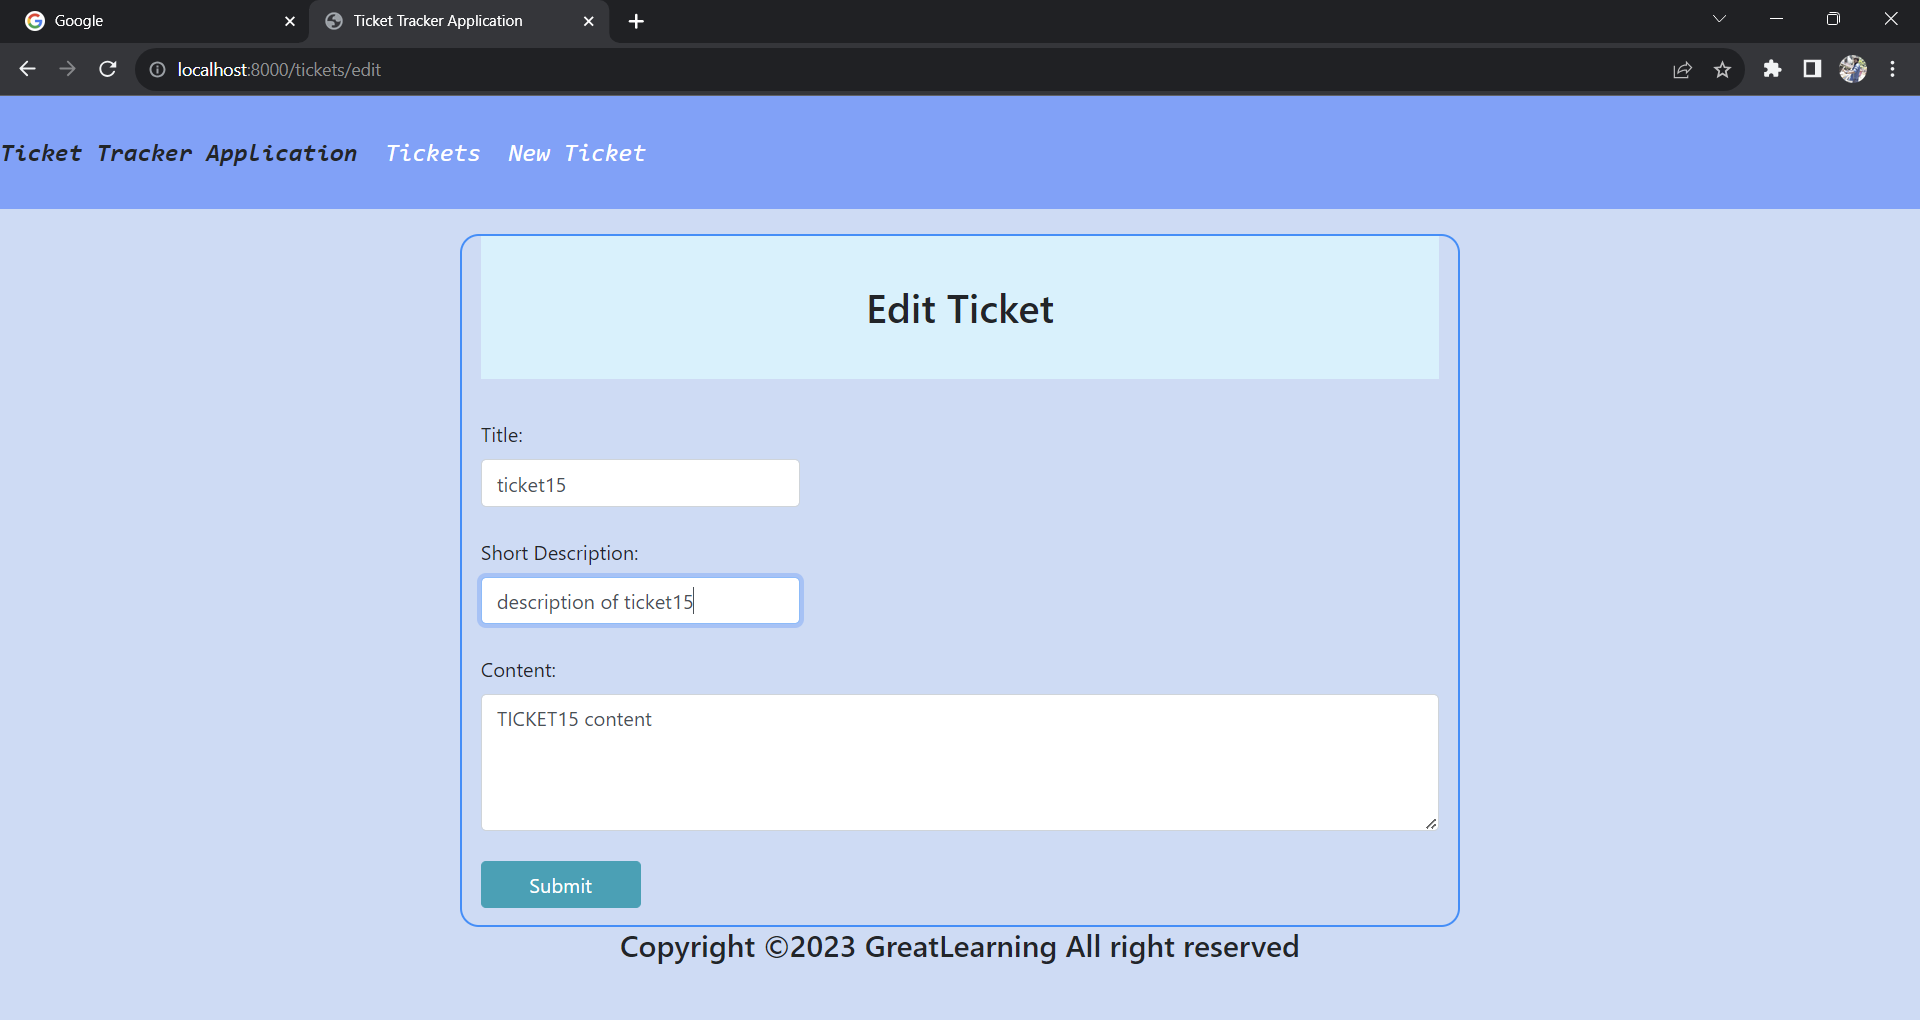 Google
Ticket Tracker Application
localhost:8000/tickets/edit
Ticket Tracker Application Tickets New Ticket
Edit Ticket
Title:
ticket15
Short Description:
description of ticket15
Content:
TICKET15 content
Submit
Copyright ©2023 GreatLearning All right reserved